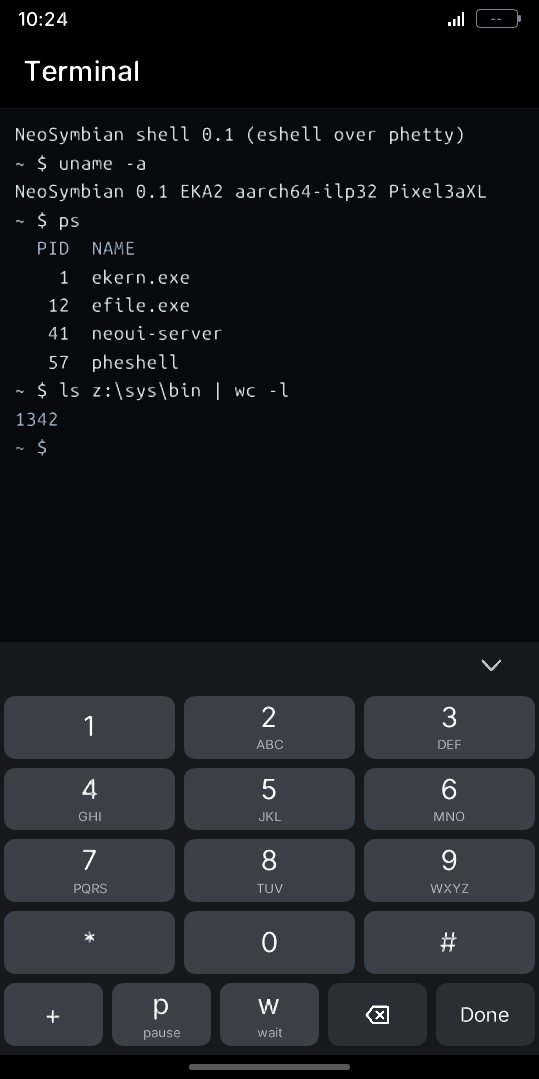 10:24
--
Terminal
NeoSymbian shell 0.1 (eshell over phetty)
~ $ uname -a
NeoSymbian 0.1 EKA2 aarch64-ilp32 Pixel3aXL
~ $ ps
  PID  NAME
    1  ekern.exe
   12  efile.exe
   41  neoui-server
   57  pheshell
~ $ ls z:\sys\bin | wc -l
1342
~ $
1
2
ABC
3
DEF
4
GHI
5
JKL
6
MNO
7
PQRS
8
TUV
9
WXYZ
*
0
#
+
p
pause
w
wait
Done